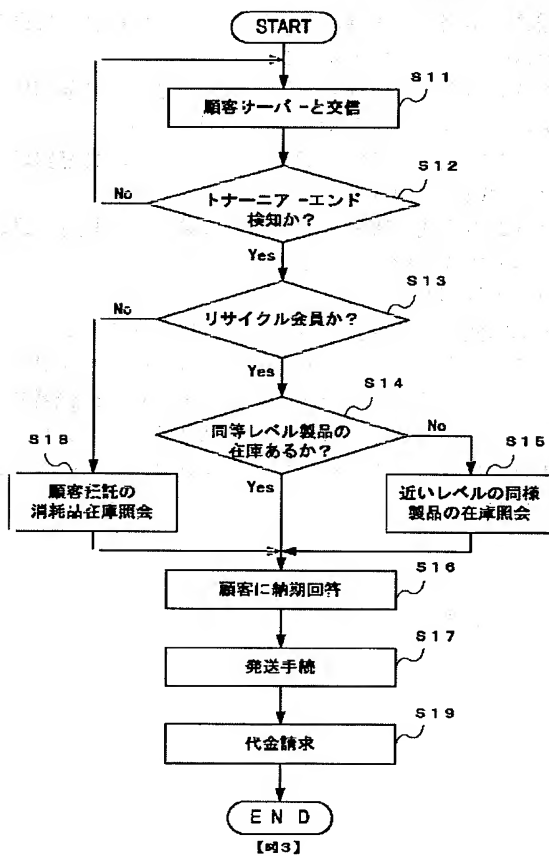 START
S11
顧客サーバーと交信
S12
トナーニア-エンド
検知か?
No
Yes
S13
リサイクル会員か?
No
Yes
S14
同等レベル製品の
在庫あるか?
No
Yes
S18
顧客圧託の
消耗品在庫照会
S15
近いレベルの同様
製品の在庫照会
S16
顧客に納期回答
S17
発送手続
S19
代金請求
END
【図3】